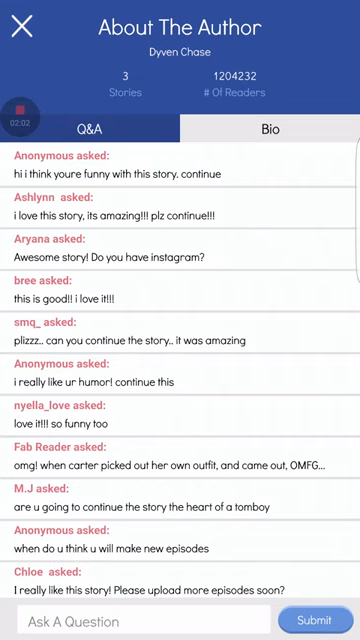 About The Author
Dyven Chase
3 1204232
Stories # Of Readers
02:02
Q&A Bio
Anonymous asked:
hi i think youre funny with this story. continue
Ashlynn asked:
i love this story, its amazing!!! plz continue!!!
Aryana asked:
Awesome story! Do you have instagram?
bree asked:
this is good!! i love it!!!
smq_ asked:
plizzz.. can you continue the story.. it was amazing
Anonymous asked:
i really like ur humor! continue this
nyella_love asked:
love it!!! so funny too
Fab Reader asked:
omg! when carter picked out her own outfit, and came out, OMFG...
M.J asked:
are u going to continue the story the heart of a tomboy
Anonymous asked:
when do u think u will make new episodes
Chloe asked:
I really like this story! Please upload more episodes soon?
Ask A Question Submit